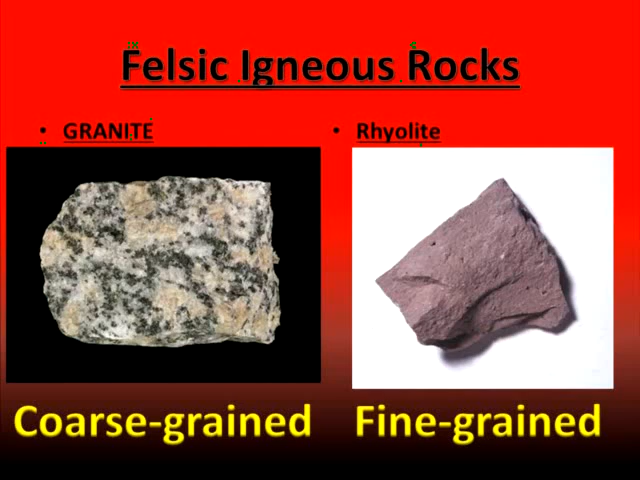 Felsic Igneous Rocks
• GRANITE
• Rhyolite
Coarse-grained
Fine-grained